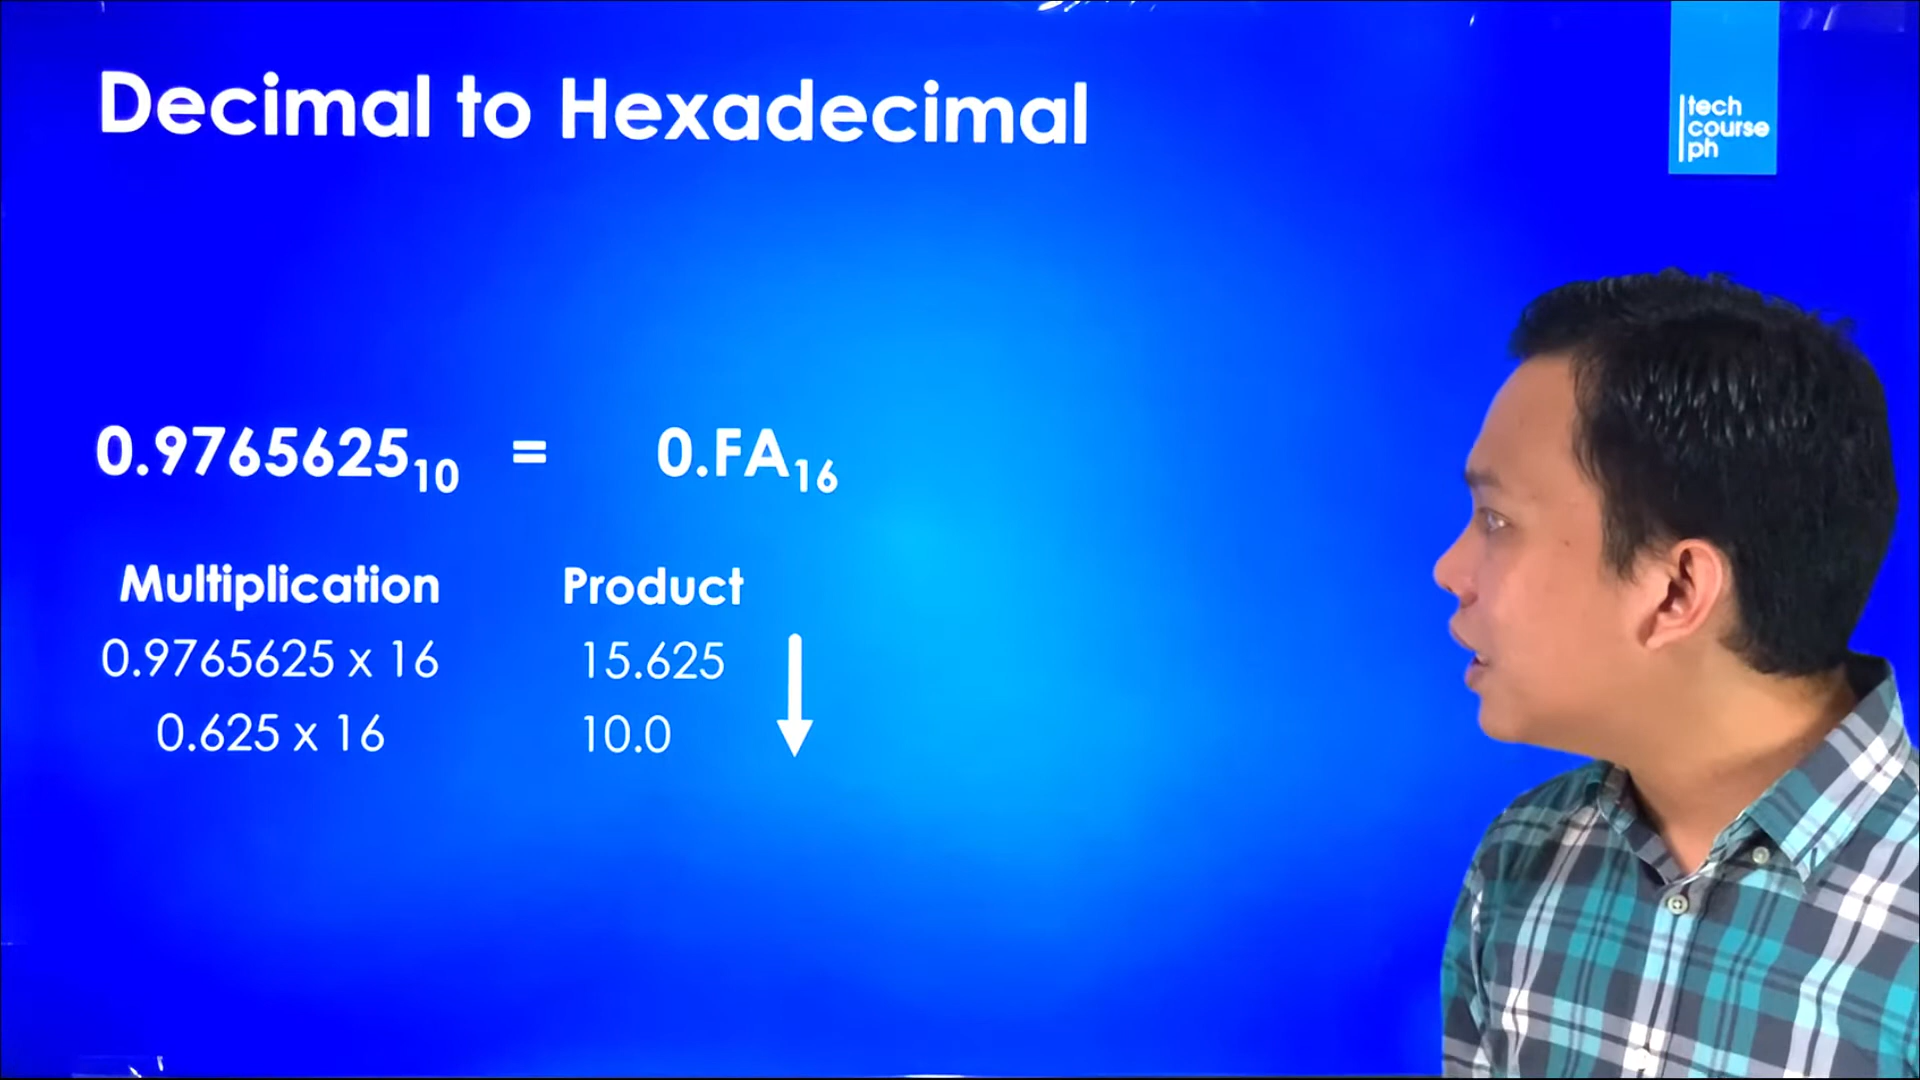 Decimal to Hexadecimal
tech
course
ph
0.9765625₁₀ = 0.FA₁₆
Multiplication Product
0.9765625 x 16 15.625
0.625 x 16 10.0